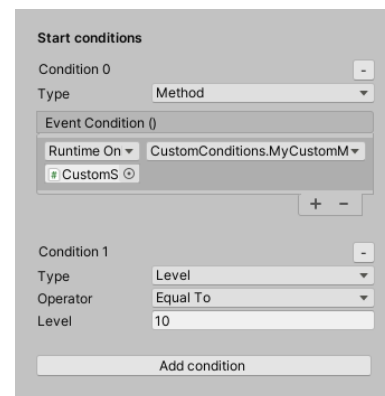 Start conditions
Condition 0 -
Type Method
Event Condition ()
Runtime On CustomConditions.MyCustomM
# CustomS
+ -
Condition 1 -
Type Level
Operator Equal To
Level 10
Add condition